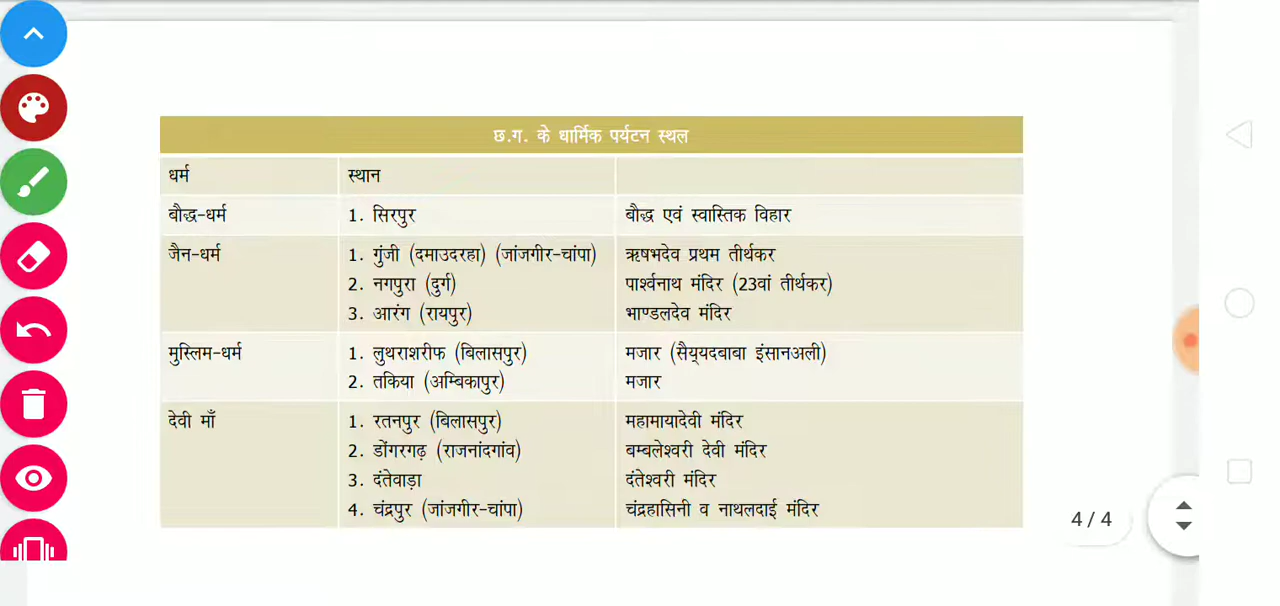 छ.ग. के धार्मिक पर्यटन स्थल
धर्म स्थान
बौद्ध-धर्म 1. सिरपुर बौद्ध एवं स्वास्तिक विहार
जैन-धर्म 1. गुंजी (दमाउदरहा) (जांजगीर-चांपा) ऋषभदेव प्रथम तीर्थकर
2. नगपुरा (दुर्ग) पार्श्वनाथ मंदिर (23वां तीर्थकर)
3. आरंग (रायपुर) भाण्डलदेव मंदिर
मुस्लिम-धर्म 1. लुथराशरीफ (बिलासपुर) मजार (सैय्यदबाबा इंसानअली)
2. तकिया (अम्बिकापुर) मजार
देवी माँ 1. रतनपुर (बिलासपुर) महामायादेवी मंदिर
2. डोंगरगढ़ (राजनांदगांव) बम्बलेश्वरी देवी मंदिर
3. दंतेवाड़ा दंतेश्वरी मंदिर
4. चंद्रपुर (जांजगीर-चांपा) चंद्रहासिनी व नाथलदाई मंदिर
4 / 4